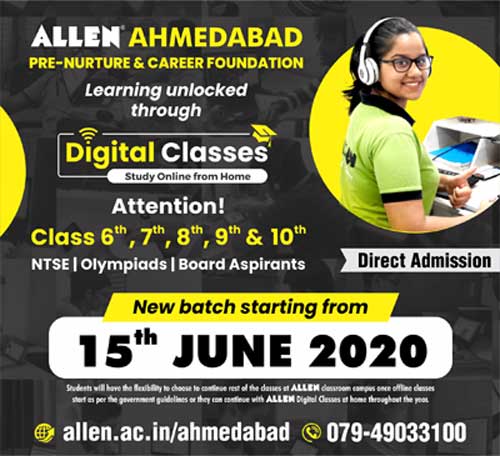 ALLEN AHMEDABAD
PRE-NURTURE & CAREER FOUNDATION
Learning unlocked
through
Digital Classes
Study Online from Home
Attention!
Class 6th, 7th, 8th, 9th & 10th
NTSE | Olympiads | Board Aspirants
Direct Admission
New batch starting from
15th JUNE 2020
Students will have the flexibility to choose to continue rest of the classes at ALLEN classroom campus once offline classes
start as per the government guidelines or they can continue with ALLEN Digital Classes at home throughout the year.
allen.ac.in/ahmedabad 079-49033100